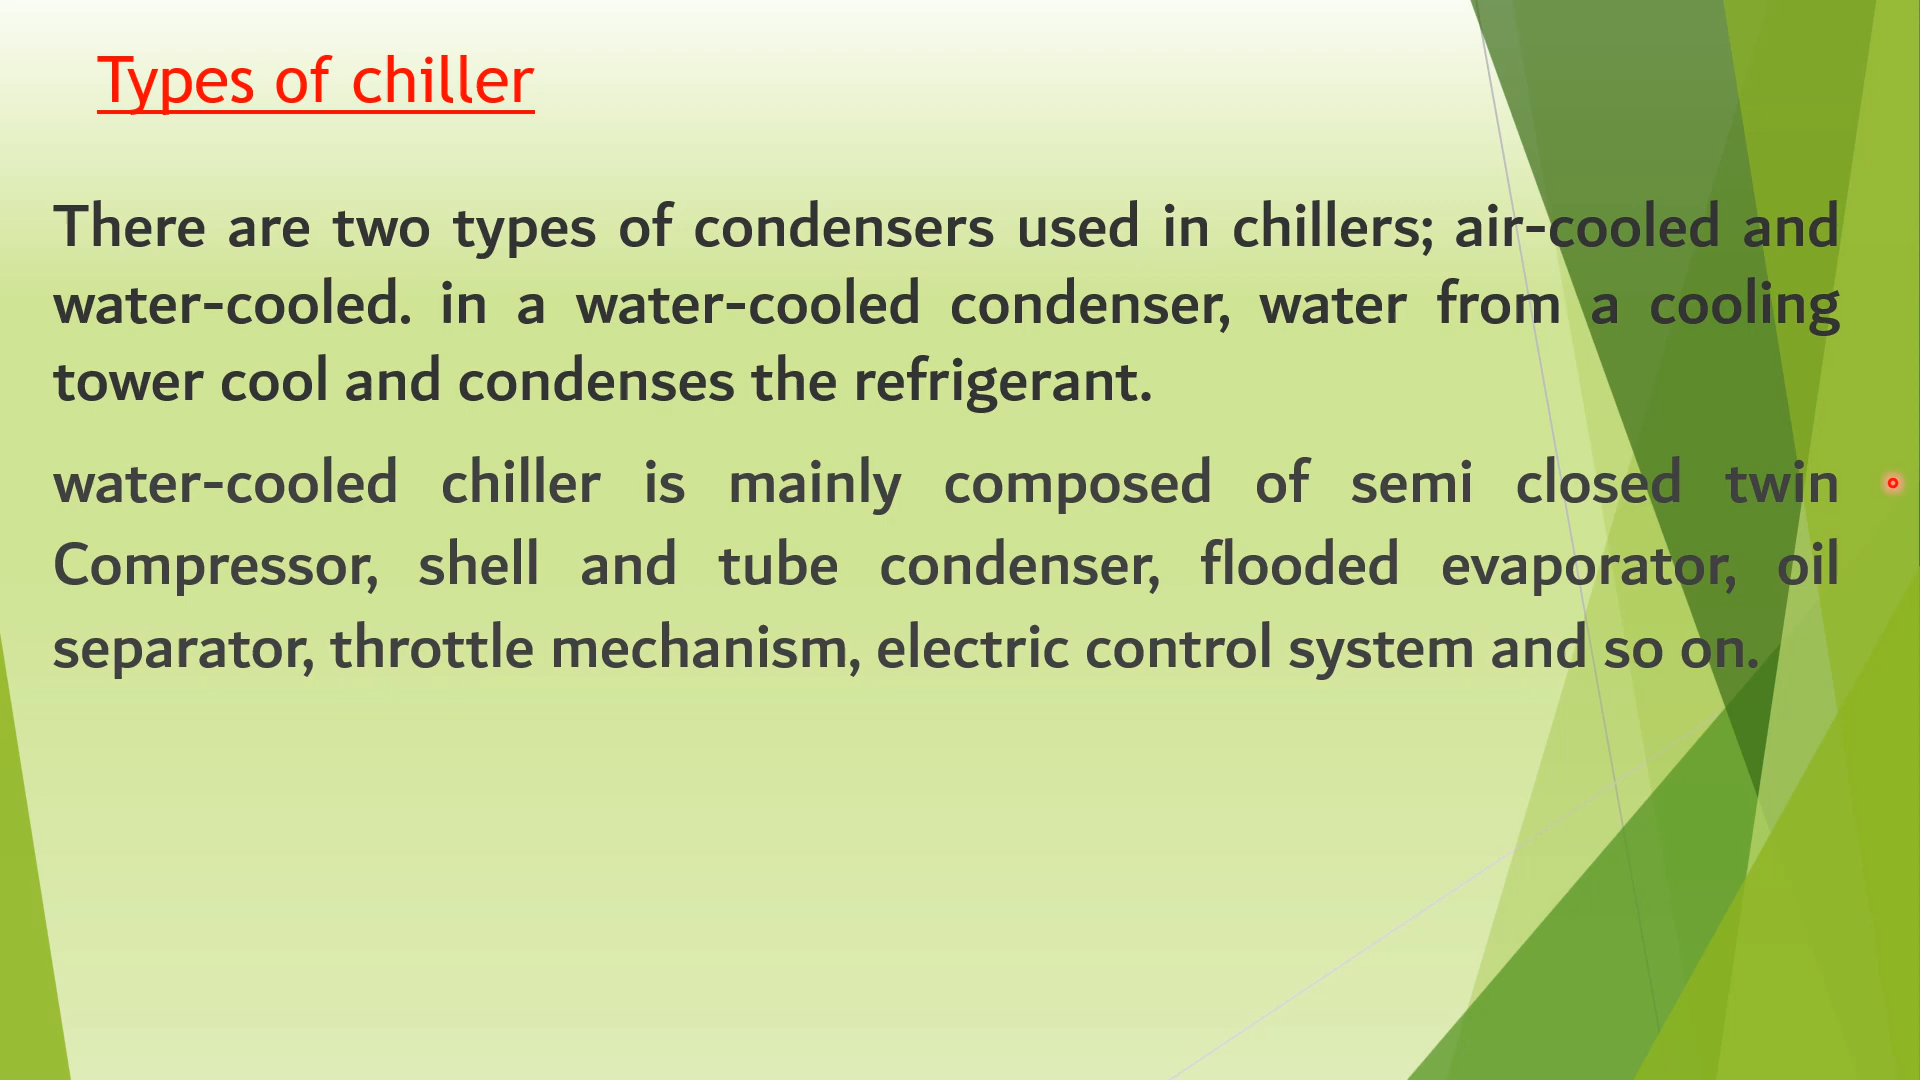 Types of chiller
There are two types of condensers used in chillers; air-cooled and
water-cooled. in a water-cooled condenser, water from a cooling
tower cool and condenses the refrigerant.
water-cooled chiller is mainly composed of semi closed twin
Compressor, shell and tube condenser, flooded evaporator, oil
separator, throttle mechanism, electric control system and so on.